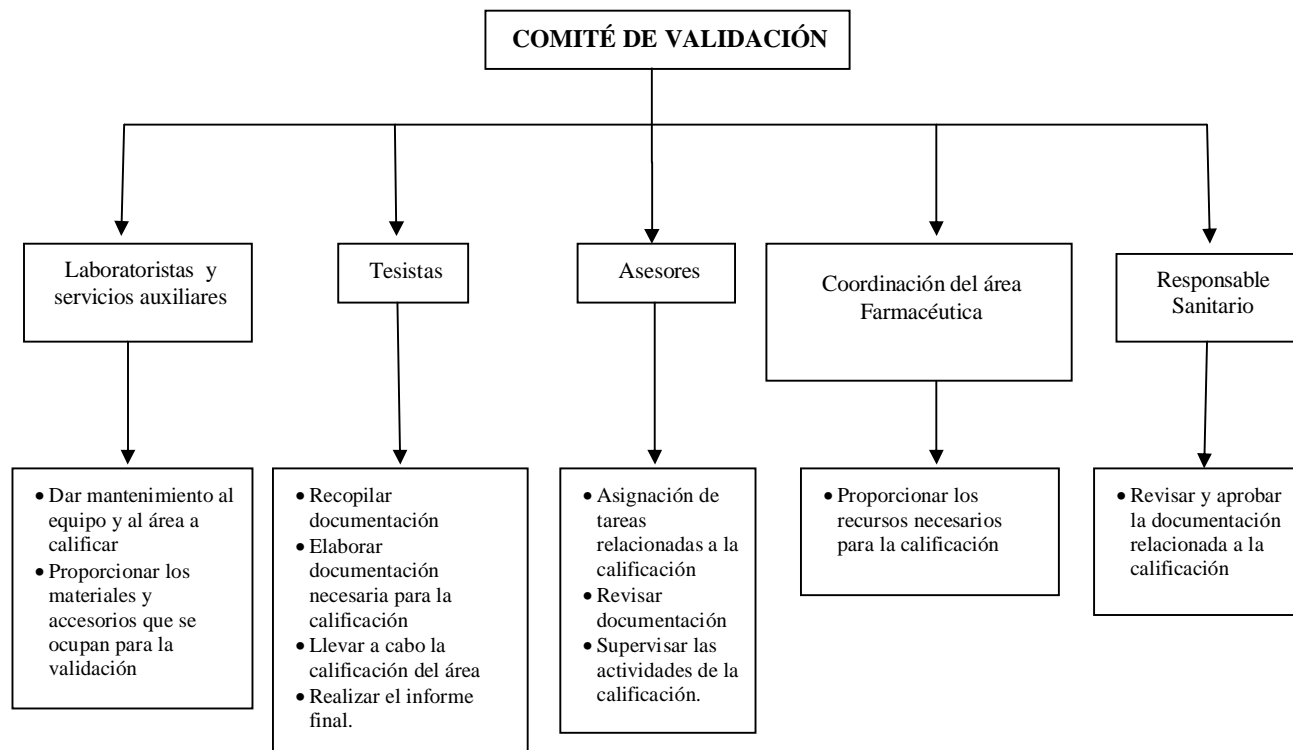 COMITÉ DE VALIDACIÓN
Laboratoristas y
servicios auxiliares
Tesistas
Asesores
Coordinación del área
Farmacéutica
Responsable
Sanitario
• Dar mantenimiento al
equipo y al área a
calificar
• Proporcionar los
materiales y
accesorios que se
ocupan para la
validación
• Recopilar
documentación
• Elaborar
documentación
necesaria para la
calificación
• Llevar a cabo la
calificación del área
• Realizar el informe
final.
• Asignación de
tareas
relacionadas a la
calificación
• Revisar
documentación
• Supervisar las
actividades de la
calificación.
• Proporcionar los
recursos necesarios
para la calificación
• Revisar y aprobar
la documentación
relacionada a la
calificación